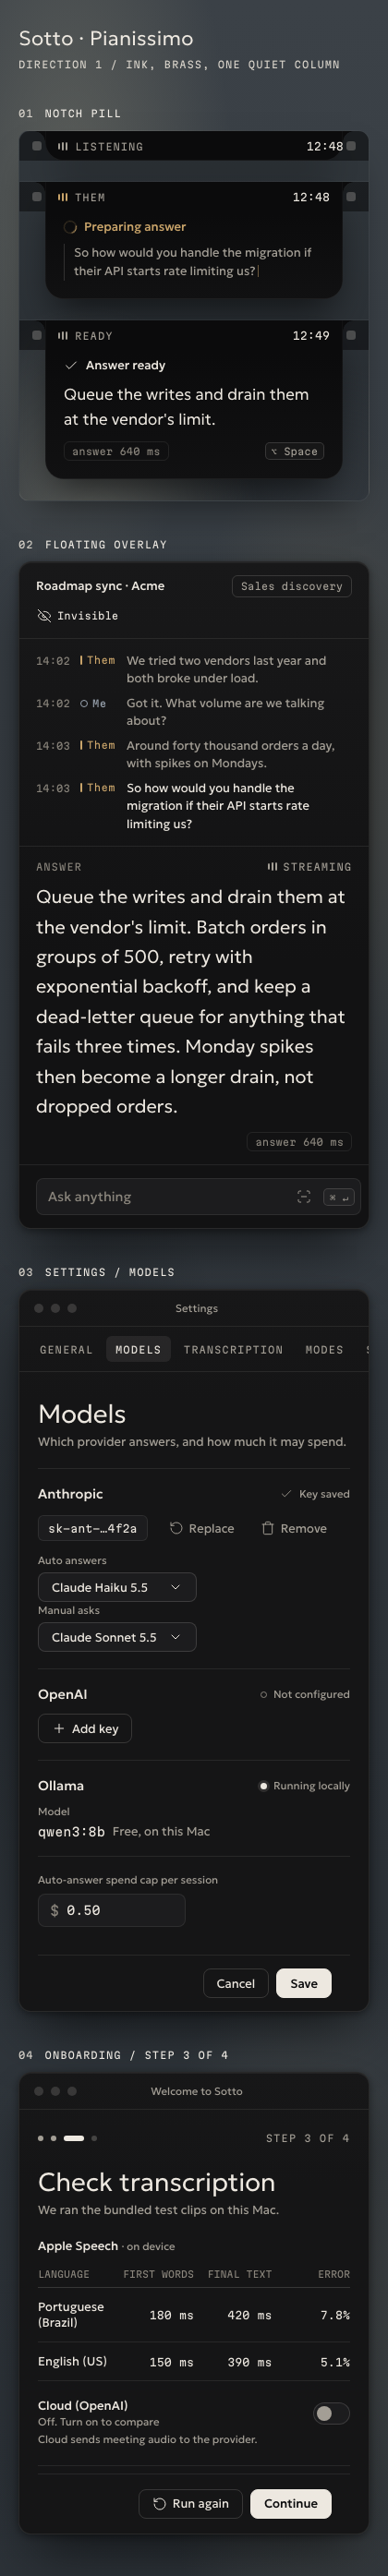 Sotto · Pianissimo
DIRECTION 1 / INK, BRASS, ONE QUIET COLUMN
01 NOTCH PILL
LISTENING 12:48
THEM 12:48
Preparing answer
So how would you handle the migration if
their API starts rate limiting us?
READY 12:49
Answer ready
Queue the writes and drain them
at the vendor's limit.
answer 640 ms ⌥ Space
02 FLOATING OVERLAY
Roadmap sync · Acme Sales discovery
Invisible
14:02 Them We tried two vendors last year and
both broke under load.
14:02 Me Got it. What volume are we talking
about?
14:03 Them Around forty thousand orders a day,
with spikes on Mondays.
14:03 Them So how would you handle the
migration if their API starts rate
limiting us?
ANSWER STREAMING
Queue the writes and drain them at
the vendor's limit. Batch orders in
groups of 500, retry with
exponential backoff, and keep a
dead-letter queue for anything that
fails three times. Monday spikes
then become a longer drain, not
dropped orders.
answer 640 ms
Ask anything ⌘ ↵
03 SETTINGS / MODELS
Settings
GENERAL MODELS TRANSCRIPTION MODES
Models
Which provider answers, and how much it may spend.
Anthropic Key saved
sk-ant-…4f2a Replace Remove
Auto answers
Claude Haiku 5.5
Manual asks
Claude Sonnet 5.5
OpenAI Not configured
Add key
Ollama Running locally
Model
qwen3:8b Free, on this Mac
Auto-answer spend cap per session
$ 0.50
Cancel Save
04 ONBOARDING / STEP 3 OF 4
Welcome to Sotto
STEP 3 OF 4
Check transcription
We ran the bundled test clips on this Mac.
Apple Speech · on device
LANGUAGE FIRST WORDS FINAL TEXT ERROR
Portuguese
(Brazil) 180 ms 420 ms 7.8%
English (US) 150 ms 390 ms 5.1%
Cloud (OpenAI)
Off. Turn on to compare
Cloud sends meeting audio to the provider.
Run again Continue